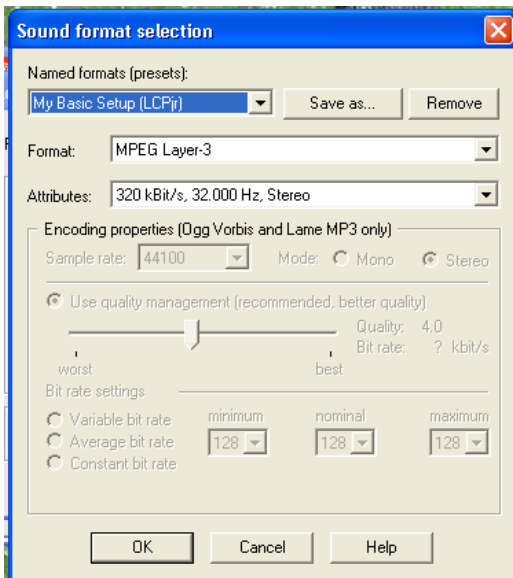 Sound format selection
Named formats (presets):
My Basic Setup (LCPjr) Save as... Remove
Format: MPEG Layer-3
Attributes: 320 kBit/s, 32.000 Hz, Stereo
Encoding properties (Ogg Vorbis and Lame MP3 only)
Sample rate: 44100 Mode: Mono Stereo
Use quality management (recommended, better quality)
Quality: 4.0
Bit rate: ? kbit/s
worst best
Bit rate settings
Variable bit rate minimum nominal maximum
Average bit rate 128 128 128
Constant bit rate
OK Cancel Help